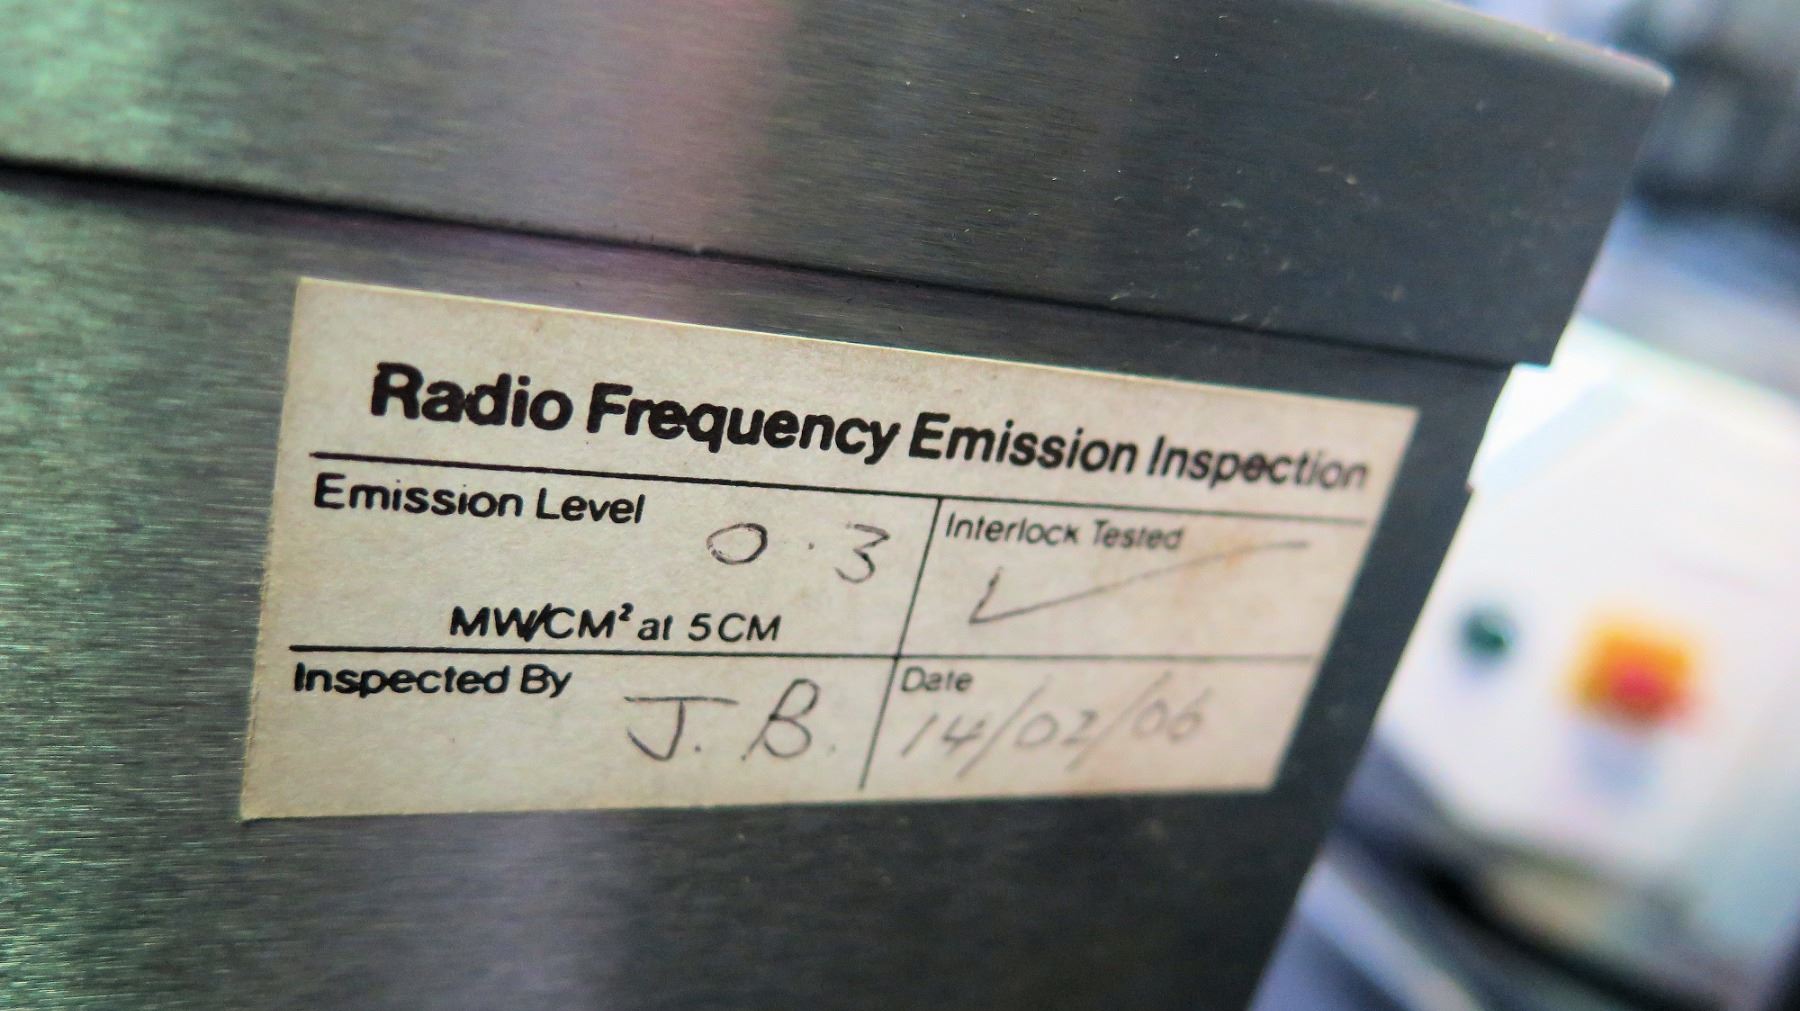 Radio Frequency Emission Inspection
Emission Level 0.3
MW/CM² at 5CM
Interlock Tested ✓
Inspected By J.B.
Date
14/02/06